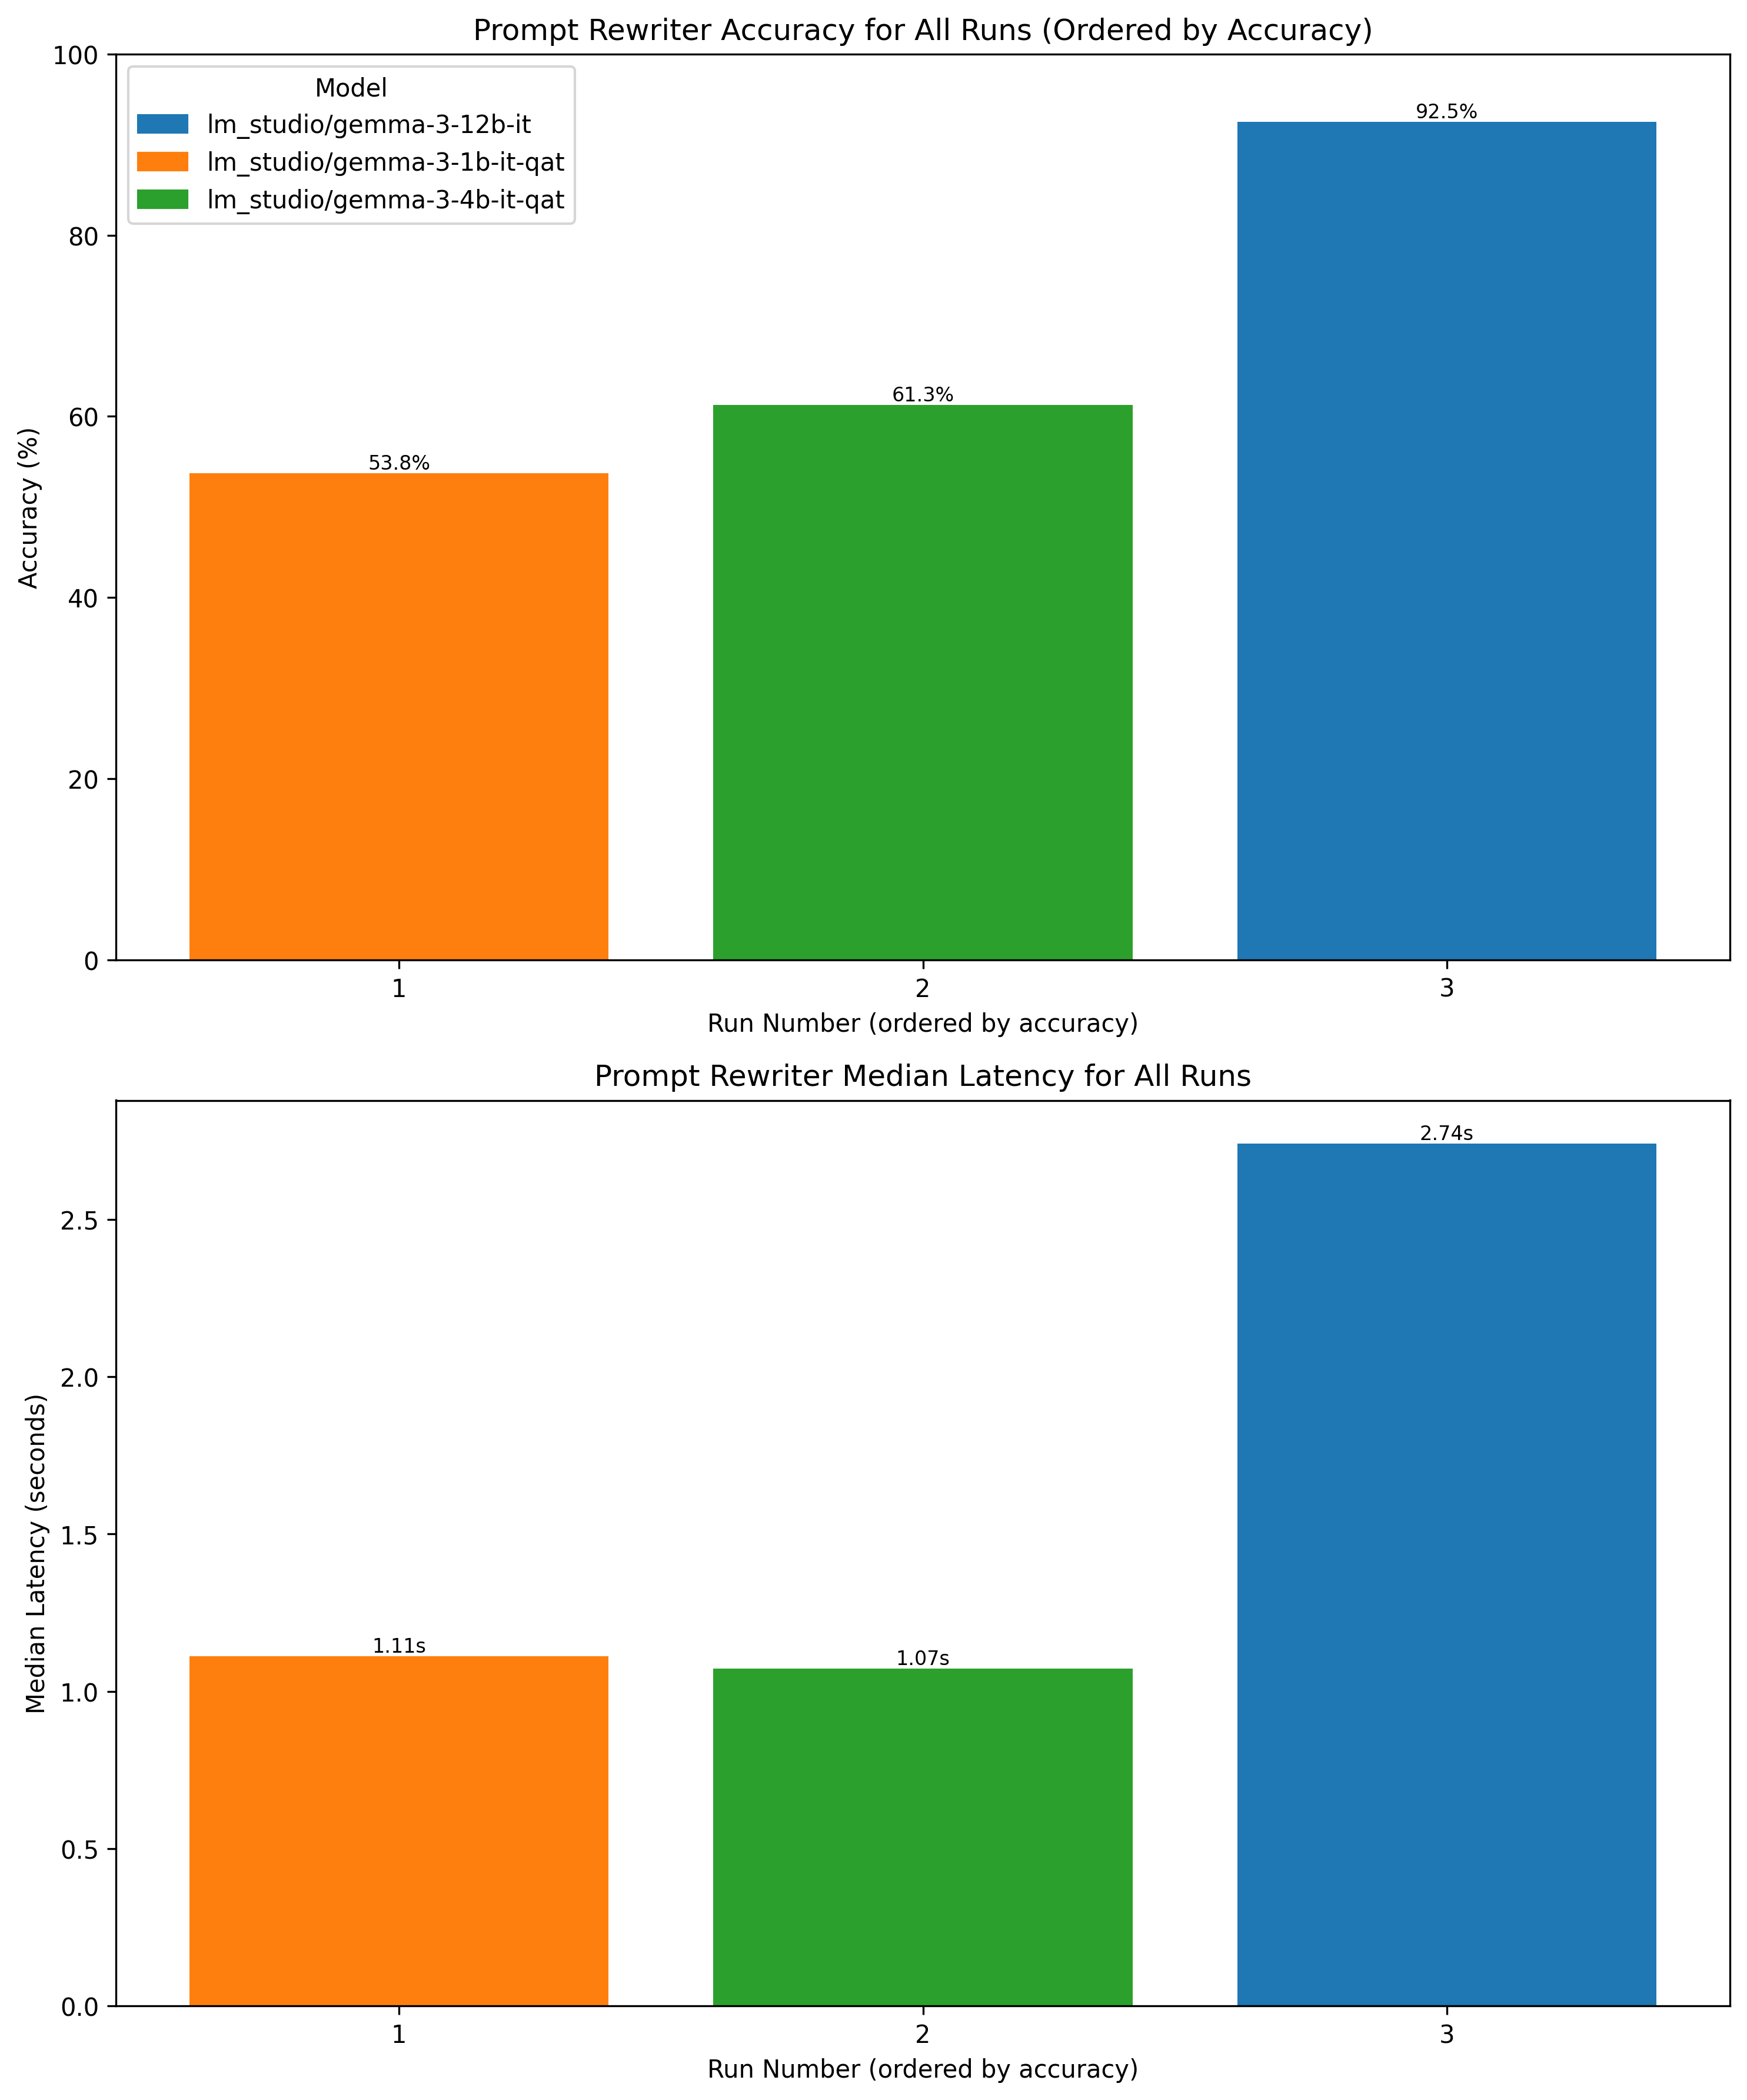 Prompt Rewriter Accuracy for All Runs (Ordered by Accuracy)
100
80
60
40
20
0
Accuracy (%)
Model
lm_studio/gemma-3-12b-it
lm_studio/gemma-3-1b-it-qat
lm_studio/gemma-3-4b-it-qat
53.8%
61.3%
92.5%
1
2
3
Run Number (ordered by accuracy)
Prompt Rewriter Median Latency for All Runs
2.5
2.0
1.5
1.0
0.5
0.0
Median Latency (seconds)
1.11s
1.07s
2.74s
1
2
3
Run Number (ordered by accuracy)